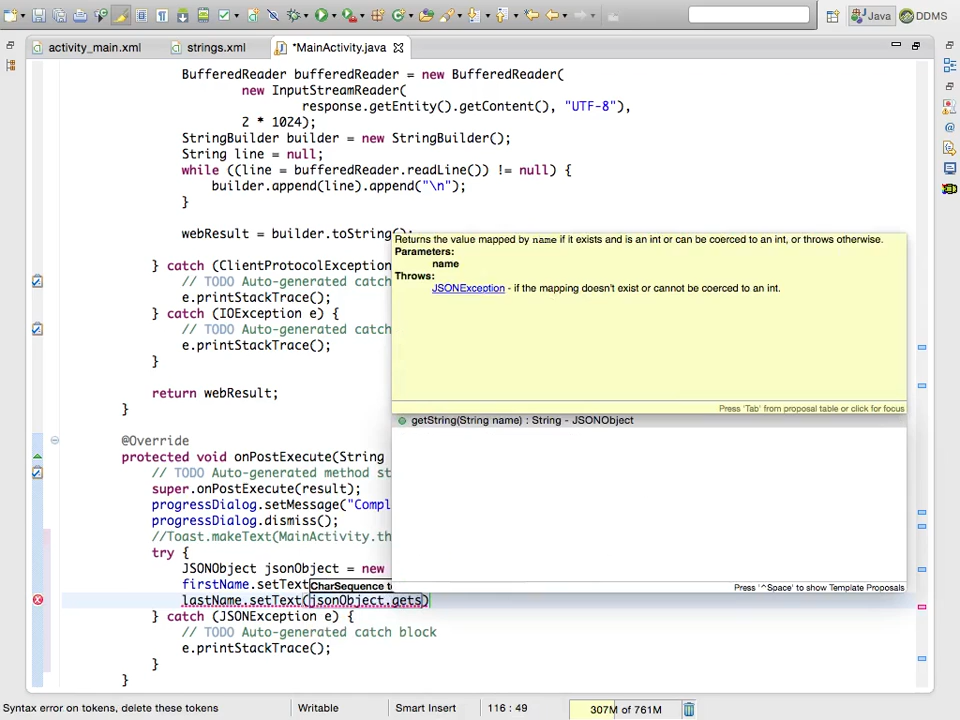 Java
DDMS
activity_main.xml
strings.xml
*MainActivity.java
BufferedReader bufferedReader = new BufferedReader(
new InputStreamReader(
response.getEntity().getContent(), "UTF-8"),
2 * 1024);
StringBuilder builder = new StringBuilder();
String line = null;
while ((line = bufferedReader.readLine()) != null) {
builder.append(line).append("\n");
}
webResult = builder.toString();
} catch (ClientProtocolException
// TODO Auto-generated catch
e.printStackTrace();
} catch (IOException e) {
// TODO Auto-generated catch
e.printStackTrace();
}
return webResult;
}
@Override
protected void onPostExecute(String
// TODO Auto-generated method st
super.onPostExecute(result);
progressDialog.setMessage("Compl
progressDialog.dismiss();
//Toast.makeText(MainActivity.th
try {
JSONObject jsonObject = new
firstName.setText
lastName.setText(jsonObject.gets)
} catch (JSONException e) {
// TODO Auto-generated catch block
e.printStackTrace();
}
}
Returns the value mapped by name if it exists and is an int or can be coerced to an int, or throws otherwise.
Parameters:
name
Throws:
JSONException - if the mapping doesn't exist or cannot be coerced to an int.
Press 'Tab' from proposal table or click for focus
getString(String name) : String - JSONObject
Press '^Space' to show Template Proposals
CharSequence te
Syntax error on tokens, delete these tokens
Writable
Smart Insert
116 : 49
307M of 761M